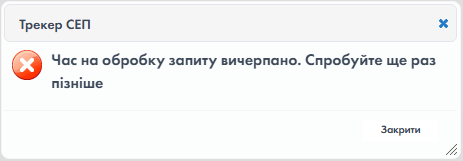 Трекер СЕП
Час на обробку запиту вичерпано. Спробуйте ще раз
пізніше
Закрити